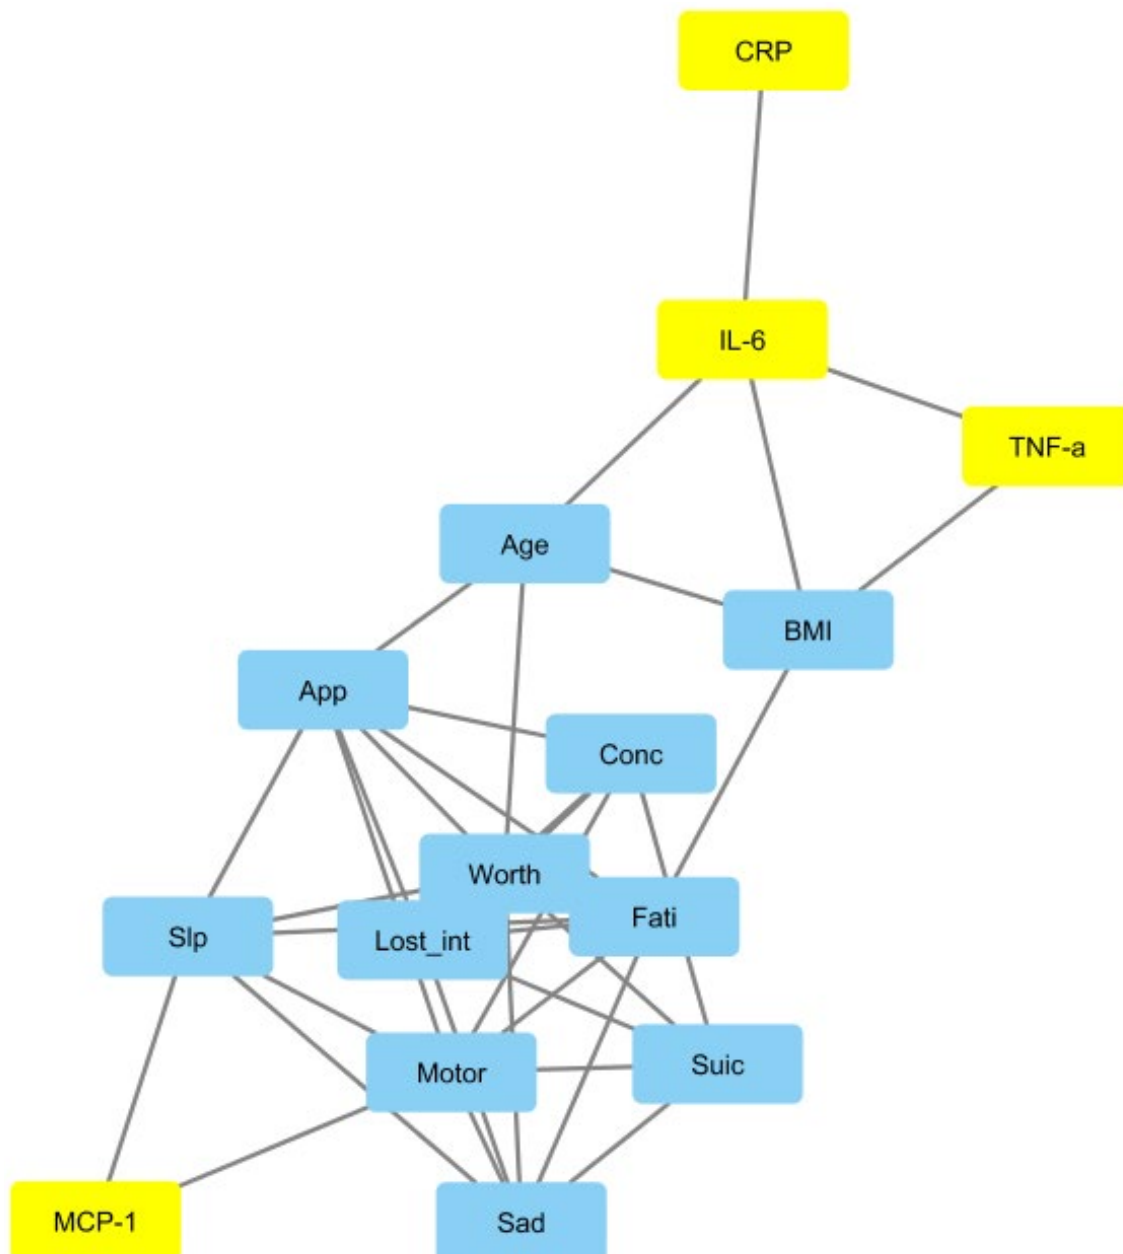 CRP
IL-6
TNF-a
Age
BMI
App
Conc
Worth
Fati
Slp
Lost_int
Motor
Suic
MCP-1
Sad